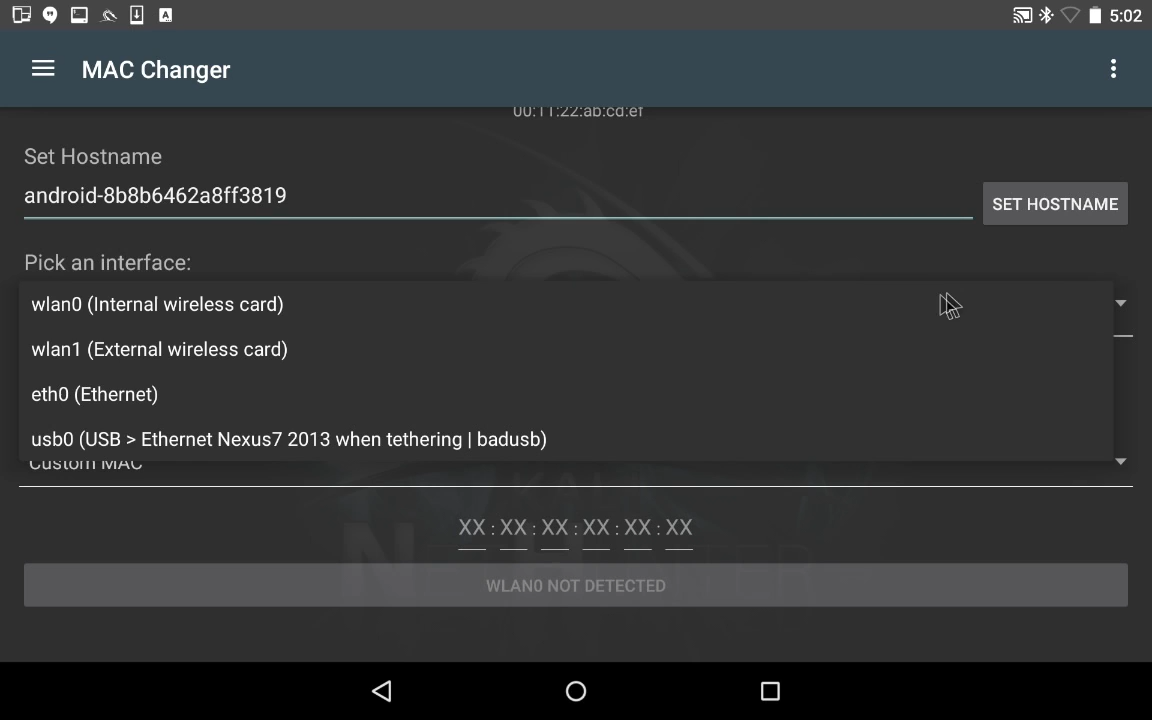 5:02
MAC Changer
00:11:22:ab:cd:ef
Set Hostname
android-8b8b6462a8ff3819
SET HOSTNAME
Pick an interface:
wlan0 (Internal wireless card)
wlan1 (External wireless card)
eth0 (Ethernet)
usb0 (USB > Ethernet Nexus7 2013 when tethering | badusb)
Custom MAC
KALI
XX : XX : XX : XX : XX : XX
NETHUNTER
WLAN0 NOT DETECTED